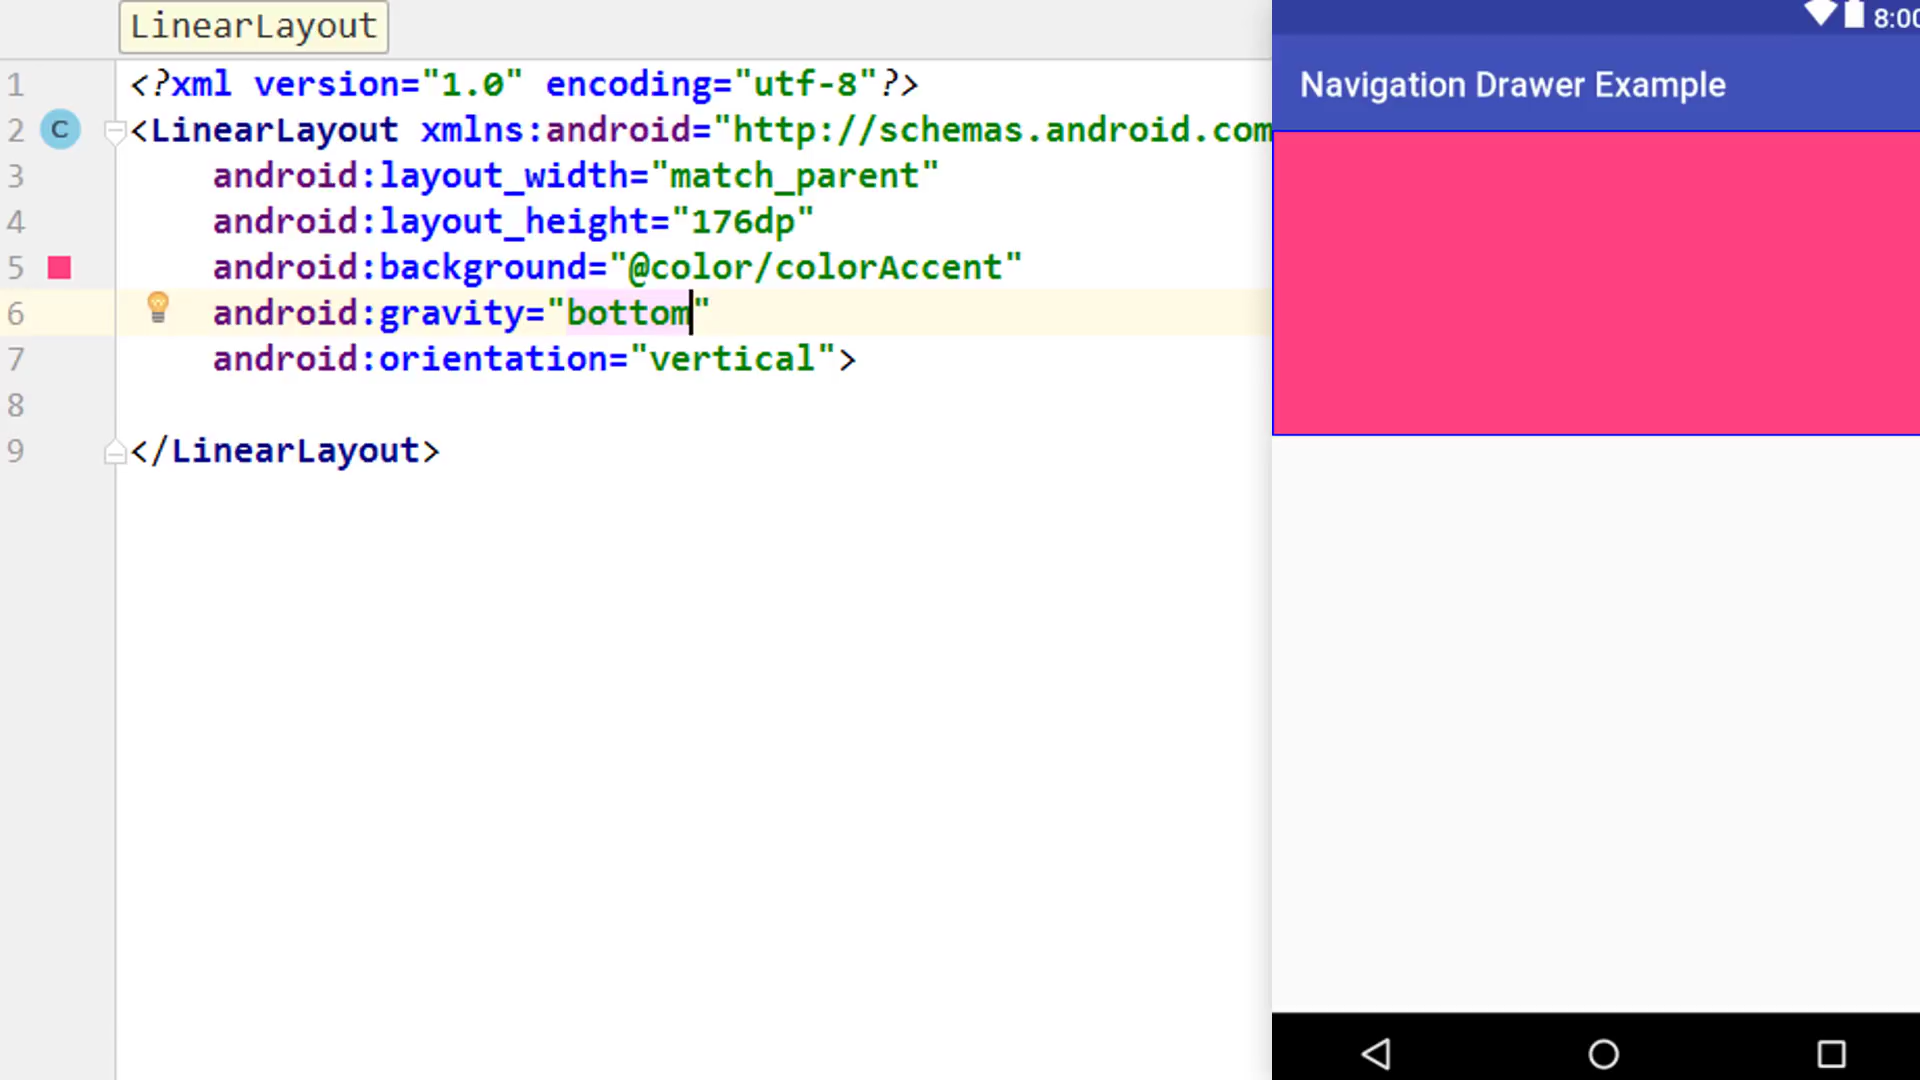 LinearLayout
1 <?xml version="1.0" encoding="utf-8"?>
2 C <LinearLayout xmlns:android="http://schemas.android.com
3 android:layout_width="match_parent"
4 android:layout_height="176dp"
5 android:background="@color/colorAccent"
6 android:gravity="bottom"
7 android:orientation="vertical">
8
9 </LinearLayout>
8:00
Navigation Drawer Example